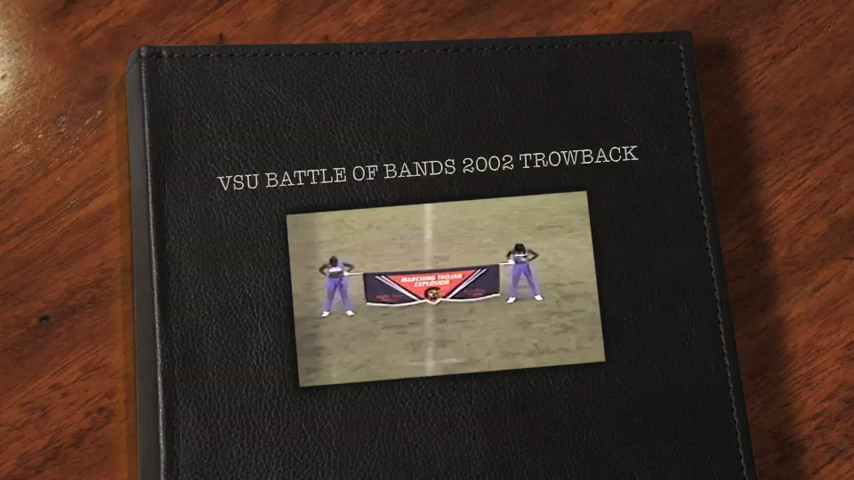 VSU BATTLE OF BANDS 2002 TROWBACK
MARCHING TROJAN
EXPLOSION